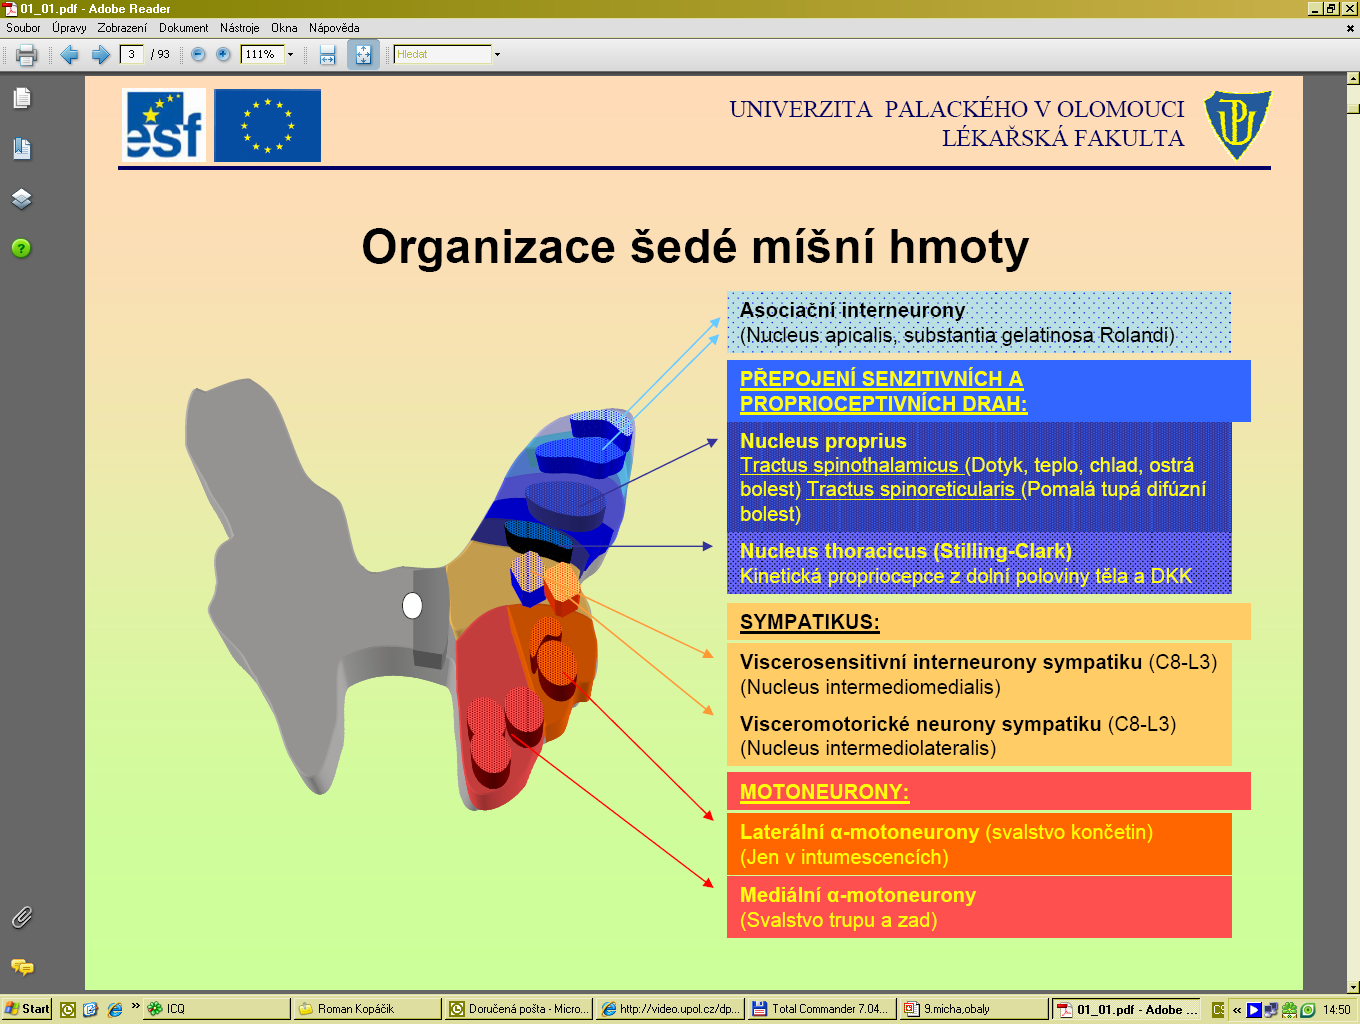 01_01.pdf - Adobe Reader
Soubor Úpravy Zobrazení Dokument Nástroje Okna Nápověda
3 / 93 111% Hledat
esf
UNIVERZITA PALACKÉHO V OLOMOUCI
LÉKAŘSKÁ FAKULTA
Organizace šedé míšní hmoty
Asociační interneurony
(Nucleus apicalis, substantia gelatinosa Rolandi)
PŘEPOJENÍ SENZITIVNÍCH A
PROPRIOCEPTIVNÍCH DRAH:
Nucleus proprius
Tractus spinothalamicus (Dotyk, teplo, chlad, ostrá
bolest) Tractus spinoreticularis (Pomalá tupá difúzní
bolest)
Nucleus thoracicus (Stilling-Clark)
Kinetická propriocepce z dolní poloviny těla a DKK
SYMPATIKUS:
Viscerosensitivní interneurony sympatiku (C8-L3)
(Nucleus intermediomedialis)
Visceromotorické neurony sympatiku (C8-L3)
(Nucleus intermediolateralis)
MOTONEURONY:
Laterální α-motoneurony (svalstvo končetin)
(Jen v intumescencích)
Mediální α-motoneurony
(Svalstvo trupu a zad)
Start ICQ Roman Kopáčik Doručená pošta - Micro... http://video.upol.cz/dp... Total Commander 7.04... 9.micha,obaly 01_01.pdf - Adobe ... 14:50